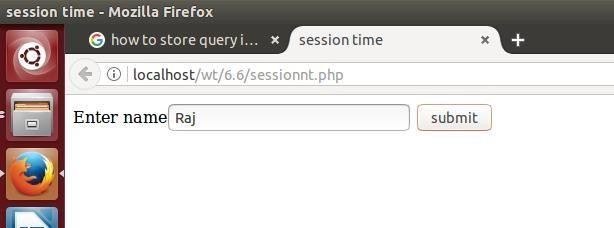 session time - Mozilla Firefox
how to store query i... × session time × +
localhost/wt/6.6/sessionnt.php
Enter name Raj submit